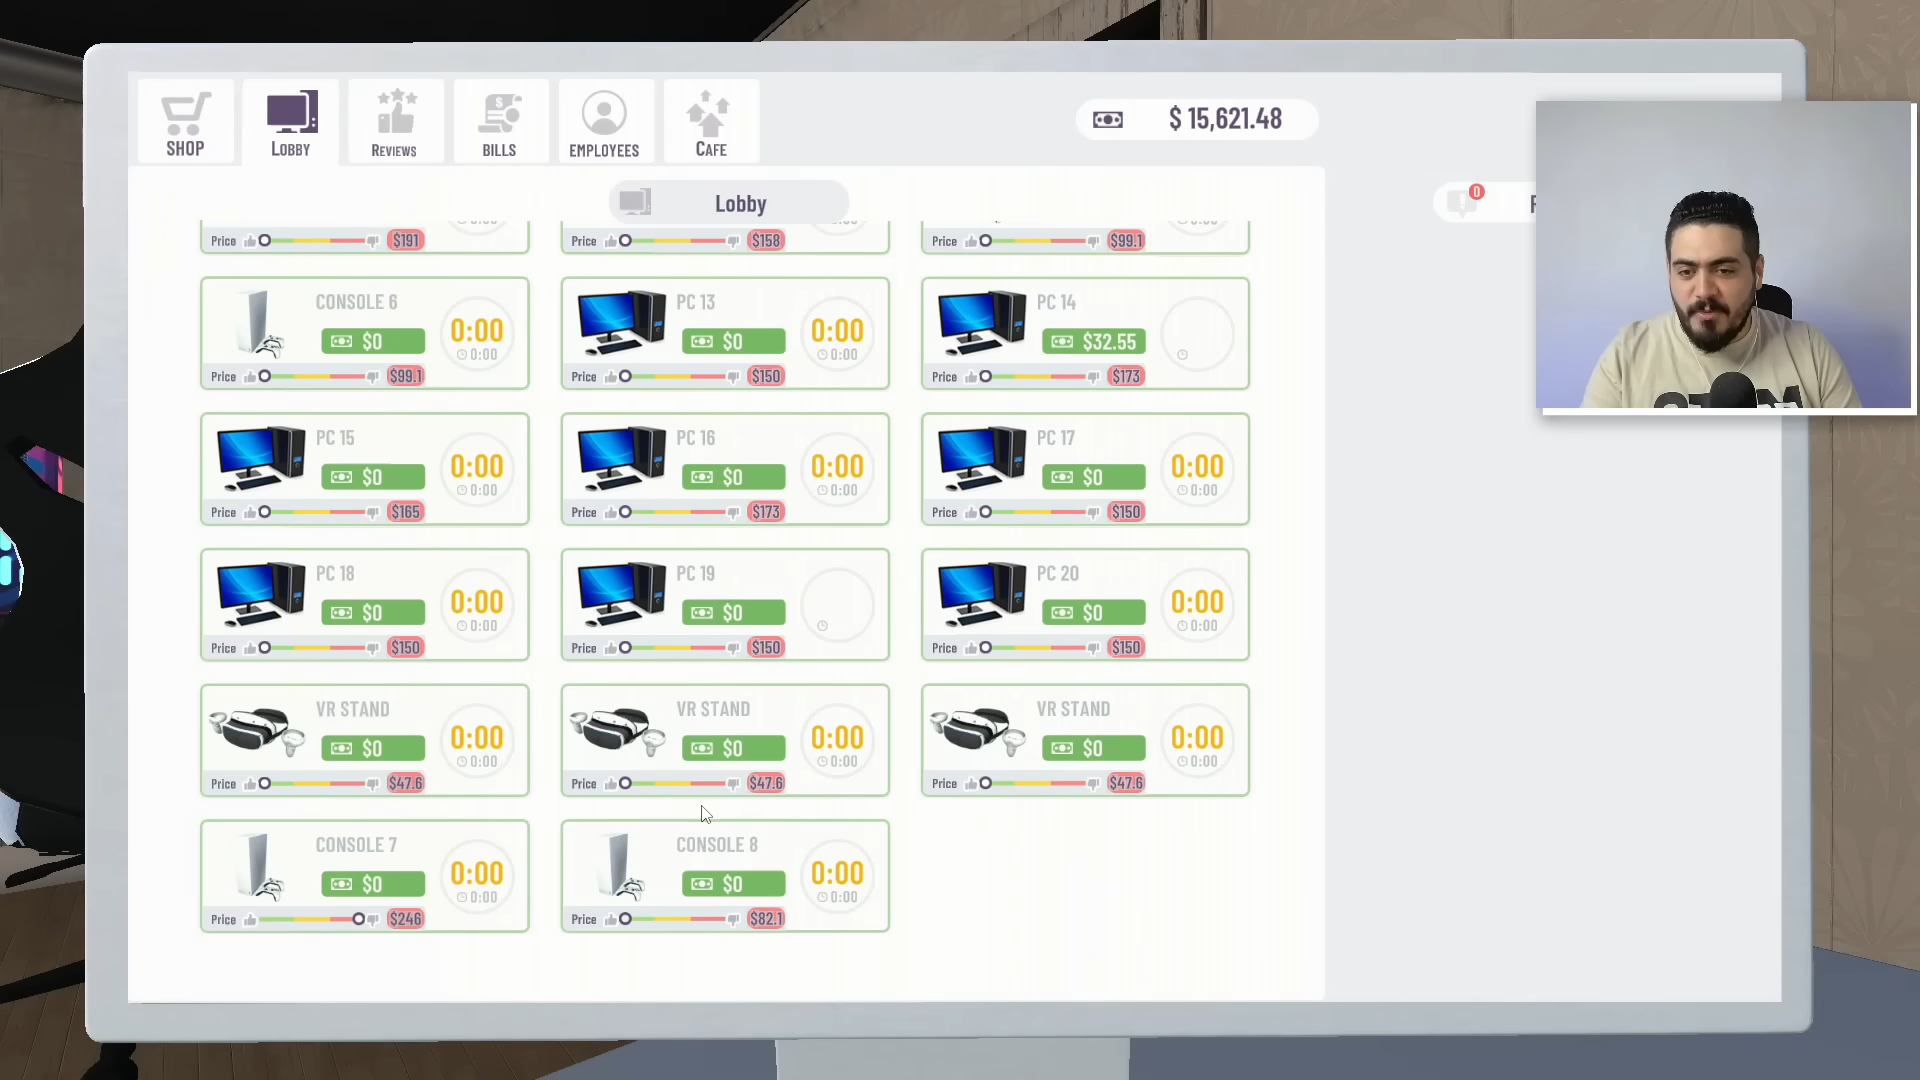 SHOP LOBBY REVIEWS BILLS EMPLOYEES CAFE $ 15,621.48
Lobby 0
Price $191 Price $158 Price $99.1
CONSOLE 6 PC 13 PC 14
$0 0:00 $0 0:00 $32.55
0:00 0:00
Price $99.1 Price $150 Price $173
PC 15 PC 16 PC 17
$0 0:00 $0 0:00 $0 0:00
0:00 0:00 0:00
Price $165 Price $173 Price $150
PC 18 PC 19 PC 20
$0 0:00 $0 $0 0:00
0:00 0:00
Price $150 Price $150 Price $150
VR STAND VR STAND VR STAND
$0 0:00 $0 0:00 $0 0:00
0:00 0:00 0:00
Price $47.6 Price $47.6 Price $47.6
CONSOLE 7 CONSOLE 8
$0 0:00 $0 0:00
0:00 0:00
Price $246 Price $82.1